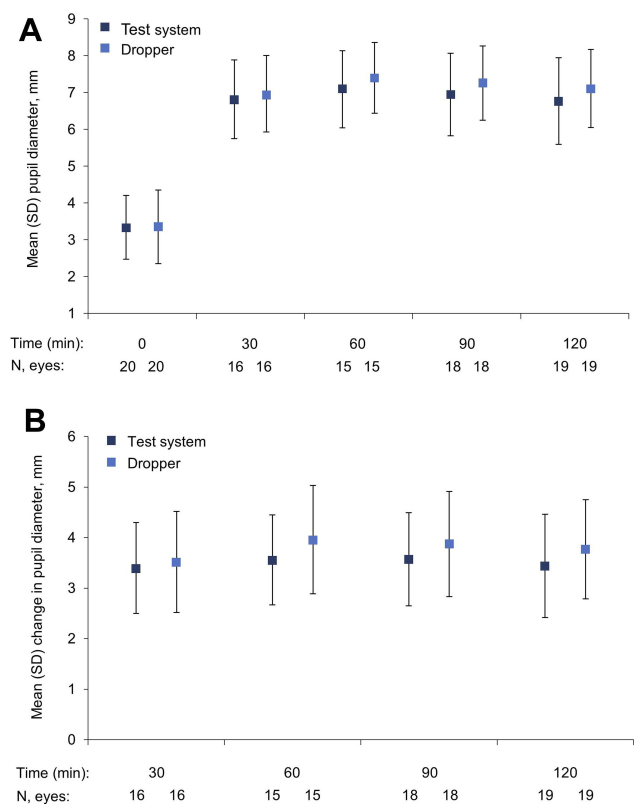 A
Test system
Dropper
Mean (SD) pupil diameter, mm
9
8
7
6
5
4
3
2
1
Time (min): 0 30 60 90 120
N, eyes: 20 20 16 16 15 15 18 18 19 19
B
Test system
Dropper
Mean (SD) change in pupil diameter, mm
6
5
4
3
2
1
0
Time (min): 30 60 90 120
N, eyes: 16 16 15 15 18 18 19 19